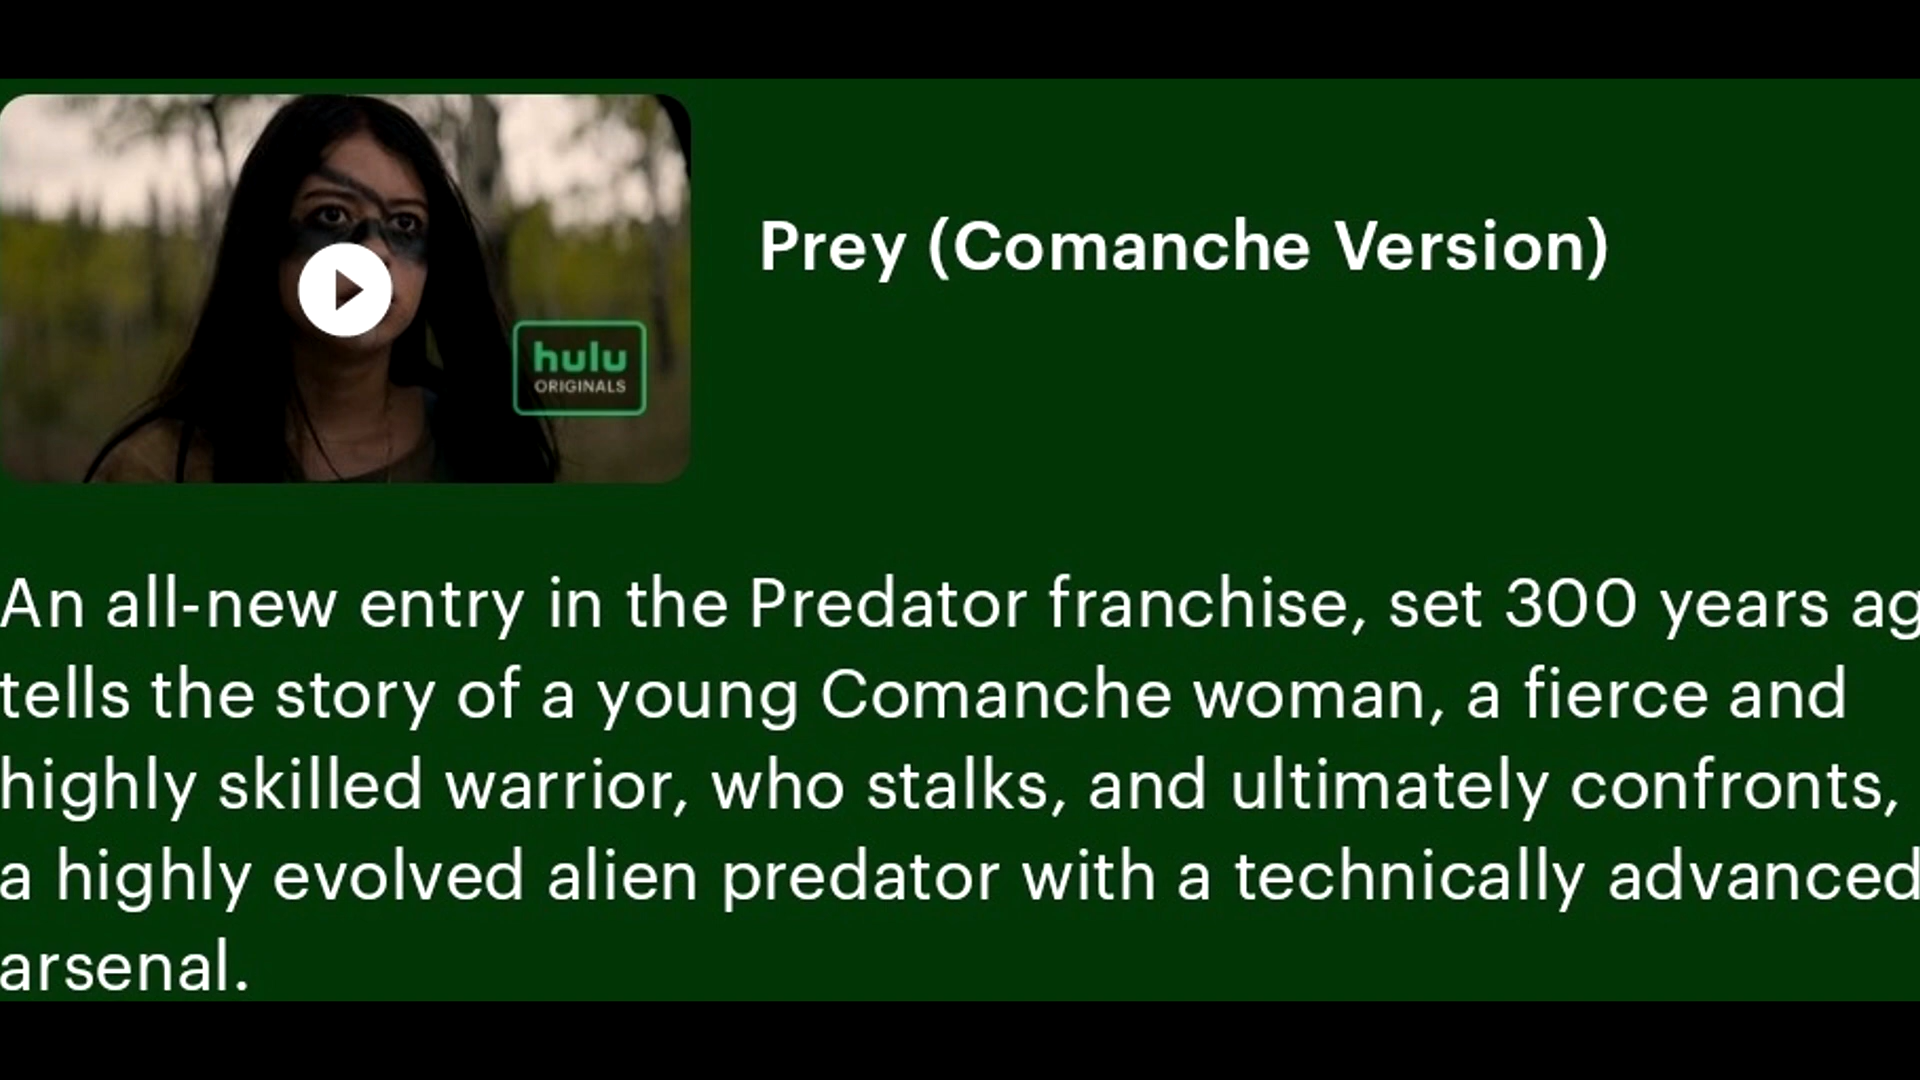 Prey (Comanche Version)
hulu
ORIGINALS
An all-new entry in the Predator franchise, set 300 years ag
tells the story of a young Comanche woman, a fierce and
highly skilled warrior, who stalks, and ultimately confronts,
a highly evolved alien predator with a technically advanced
arsenal.